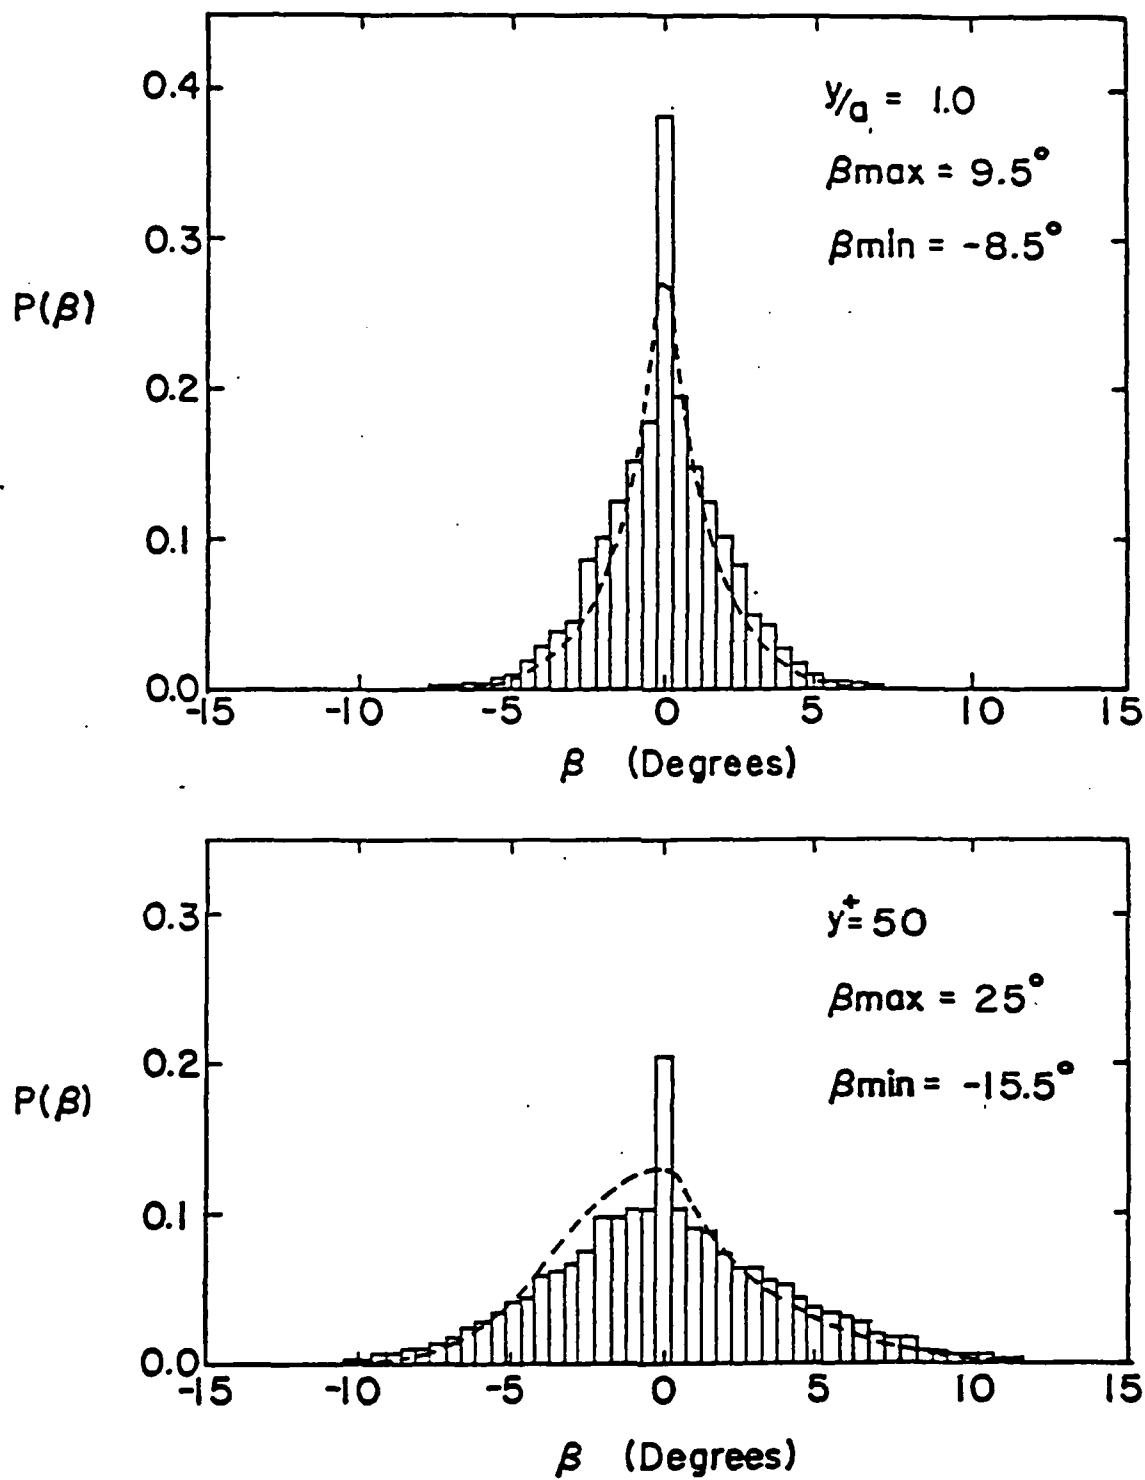 0.4
0.3
0.2
0.1
0.0
P(β)
y/a = 1.0
βmax = 9.5°
βmin = -8.5°
-15 -10 -5 0 5 10 15
β (Degrees)
0.3
0.2
0.1
0.0
P(β)
y⁺= 50
βmax = 25°
βmin = -15.5°
-15 -10 -5 0 5 10 15
β (Degrees)